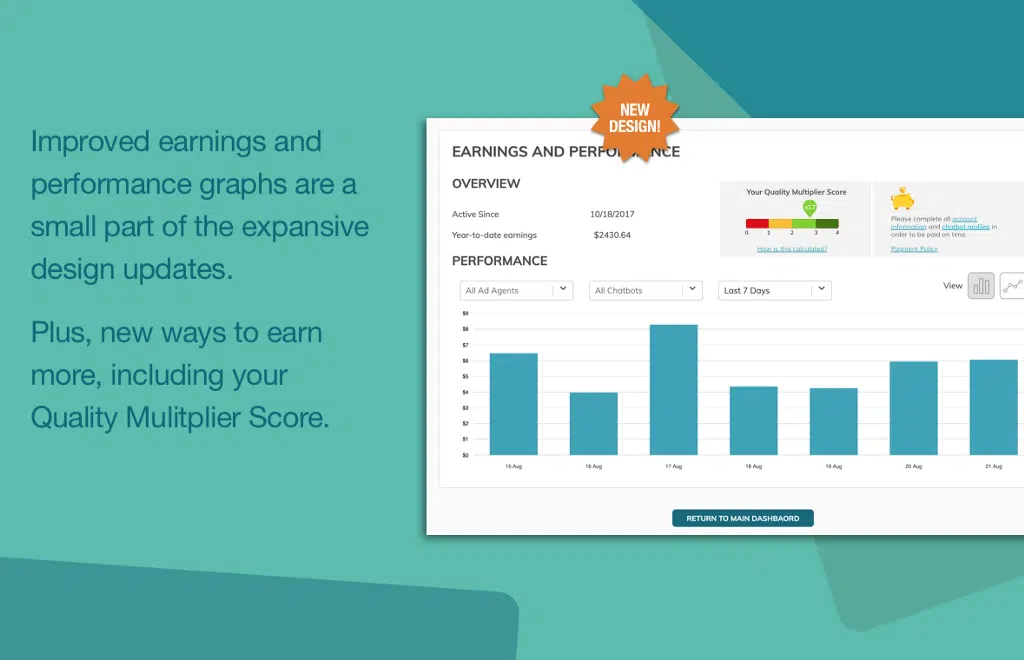 Improved earnings and
performance graphs are a
small part of the expansive
design updates.
Plus, new ways to earn
more, including your
Quality Mulitplier Score.
NEW
DESIGN!
EARNINGS AND PERFORMANCE
OVERVIEW
Active Since 10/18/2017
Year-to-date earnings $2430.64
Your Quality Multiplier Score
0 1 2 3 4
How is this calculated?
Please complete all account
information and chatbot profiles in
order to be paid on time.
Payment Policy
PERFORMANCE
All Ad Agents All Chatbots Last 7 Days
View
$9
$8
$7
$6
$5
$4
$3
$2
$1
$0
15 Aug 16 Aug 17 Aug 18 Aug 19 Aug 20 Aug 21 Aug
RETURN TO MAIN DASHBAORD